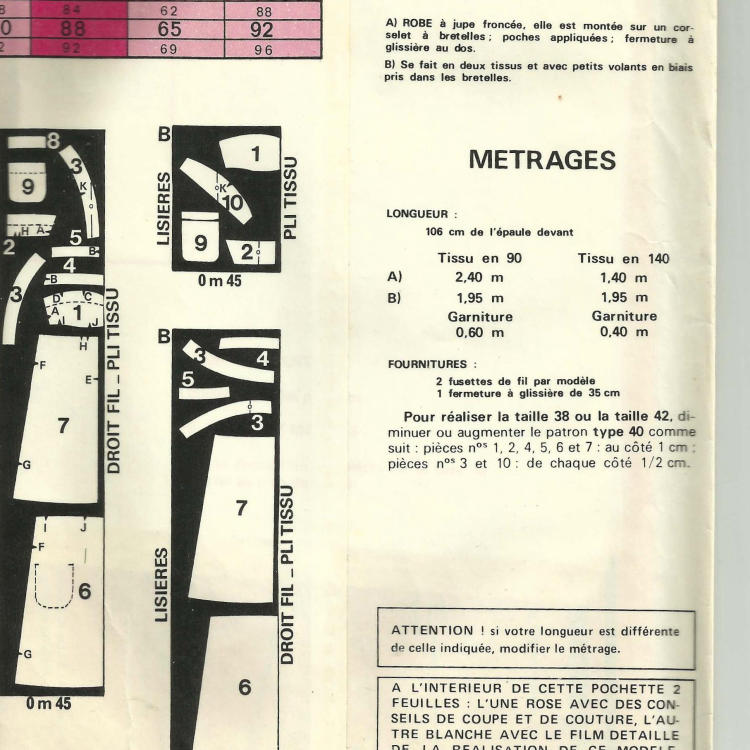 8 84 62 88
0 88 65 92
2 92 69 96
A) ROBE à jupe froncée, elle est montée sur un cor-
selet à bretelles ; poches appliquées ; fermeture à
glissière au dos.
B) Se fait en deux tissus et avec petits volants en biais
pris dans les bretelles.
METRAGES
LONGUEUR :
106 cm de l'épaule devant
Tissu en 90 Tissu en 140
A) 2,40 m 1,40 m
B) 1,95 m 1,95 m
Garniture Garniture
0,60 m 0,40 m
FOURNITURES :
2 fusettes de fil par modèle
1 fermeture à glissière de 35 cm
Pour réaliser la taille 38 ou la taille 42, di-
minuer ou augmenter le patron type 40 comme
suit : pièces nos 1, 2, 4, 5, 6 et 7 : au côté 1 cm ;
pièces nos 3 et 10 : de chaque côté 1/2 cm.
ATTENTION ! si votre longueur est différente
de celle indiquée, modifier le métrage.
A L'INTERIEUR DE CETTE POCHETTE 2
FEUILLES : L'UNE ROSE AVEC DES CON-
SEILS DE COUPE ET DE COUTURE, L'AU-
TRE BLANCHE AVEC LE FILM DETAILLE
DE LA REALISATION DE CE MODELE
8
3
K
9
H A
2
5
B
4
B
3
D C
A
1
J
H
F
E
7
G
I J
F
6
G
DROIT FIL _ PLI TISSU
0 m 45
B
1
K
10
9
2
LISIERES
PLI TISSU
0 m 45
B
3
4
5
3
7
6
LISIERES
DROIT FIL _ PLI TISSU